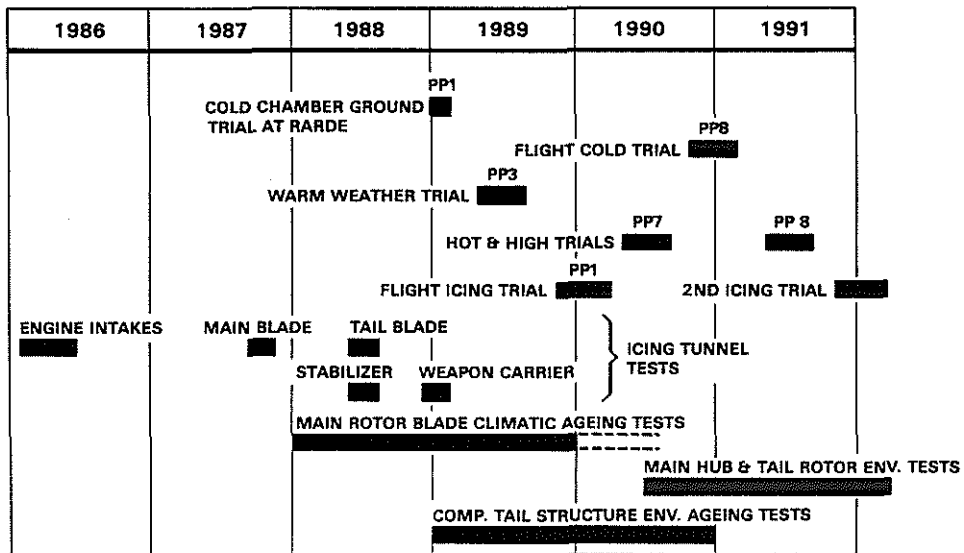 1986 1987 1988 1989 1990 1991
PP1
COLD CHAMBER GROUND
TRIAL AT RARDE
PP8
FLIGHT COLD TRIAL
PP3
WARM WEATHER TRIAL
PP7 PP 8
HOT & HIGH TRIALS
PP1
FLIGHT ICING TRIAL 2ND ICING TRIAL
ENGINE INTAKES MAIN BLADE TAIL BLADE
ICING TUNNEL
TESTS
STABILIZER WEAPON CARRIER
MAIN ROTOR BLADE CLIMATIC AGEING TESTS
MAIN HUB & TAIL ROTOR ENV. TESTS
COMP. TAIL STRUCTURE ENV. AGEING TESTS